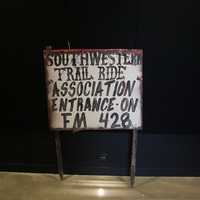 SOUTHWESTERN
TRAIL RIDE
ASSOCIATION
ENTRANCE-ON
FM 428